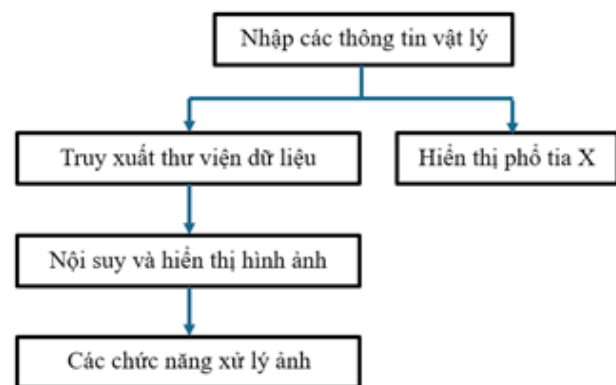 Nhập các thông tin vật lý
Truy xuất thư viện dữ liệu
Hiển thị phổ tia X
Nội suy và hiển thị hình ảnh
Các chức năng xử lý ảnh